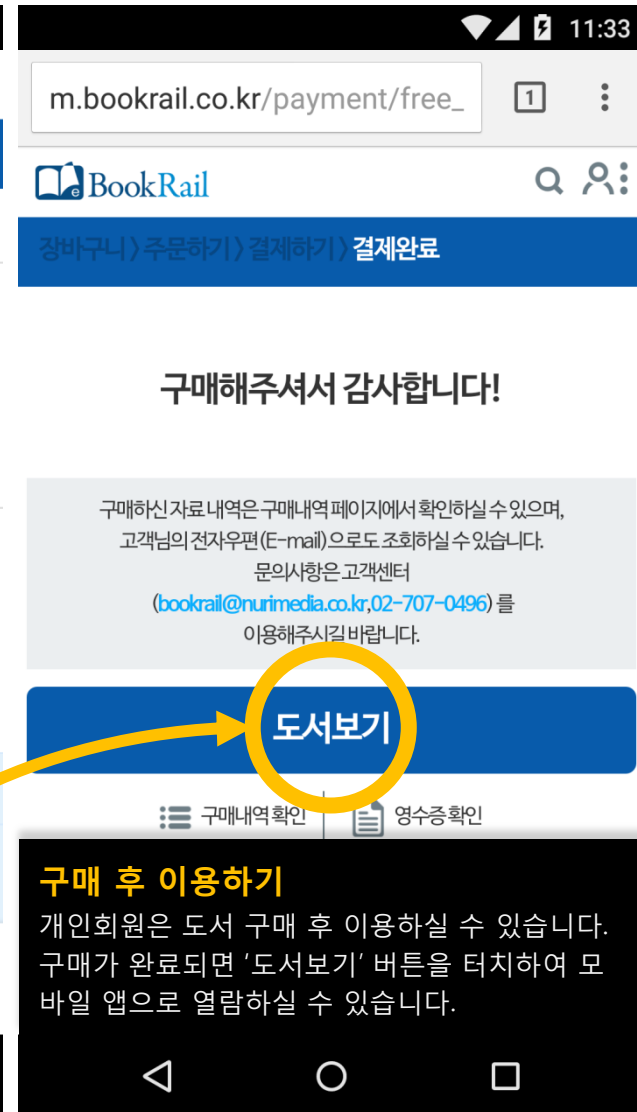 11:33
m.bookrail.co.kr/payment/free_
1
e BookRail
장바구니 > 주문하기 > 결제하기 > 결제완료
구매해주셔서 감사합니다!
구매하신 자료 내역은 구매내역 페이지에서 확인하실 수 있으며,
고객님의 전자우편(E-mail)으로도 조회하실 수 있습니다.
문의사항은 고객센터
(bookrail@nurimedia.co.kr,02-707-0496) 를
이용해주시길 바랍니다.
도서보기
구매내역 확인
영수증 확인
구매 후 이용하기
개인회원은 도서 구매 후 이용하실 수 있습니다.
구매가 완료되면 ‘도서보기’ 버튼을 터치하여 모
바일 앱으로 열람하실 수 있습니다.